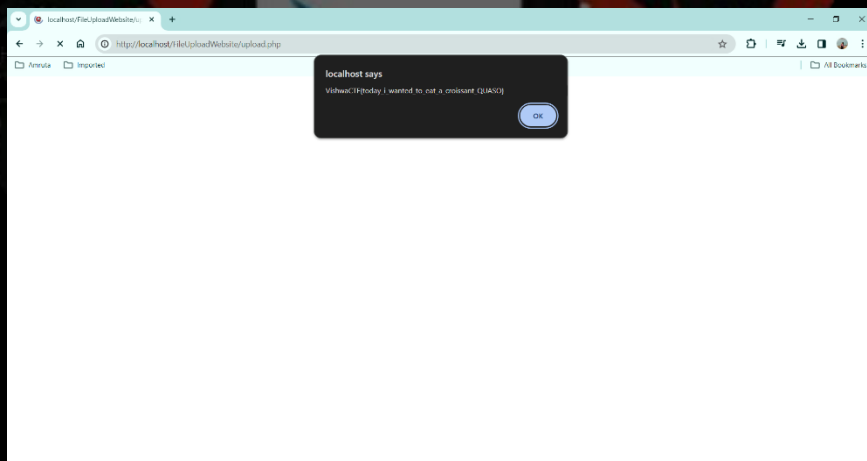 localhost/FileUploadWebsite/u
http://localhost/FileUploadWebsite/upload.php
Amruta
Imported
All Bookmarks
localhost says
VishwaCTF{today_i_wanted_to_eat_a_croissant_QUASO}
OK